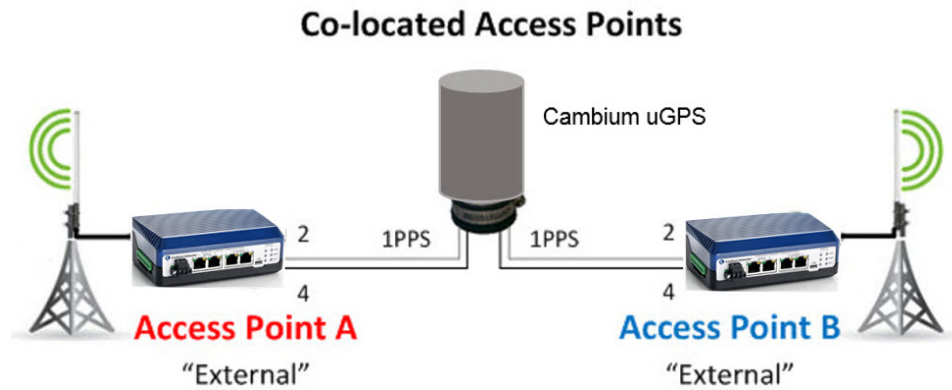 Co-located Access Points
Cambium uGPS
2 1PPS 1PPS 2
4 4
Access Point A Access Point B
“External” “External”